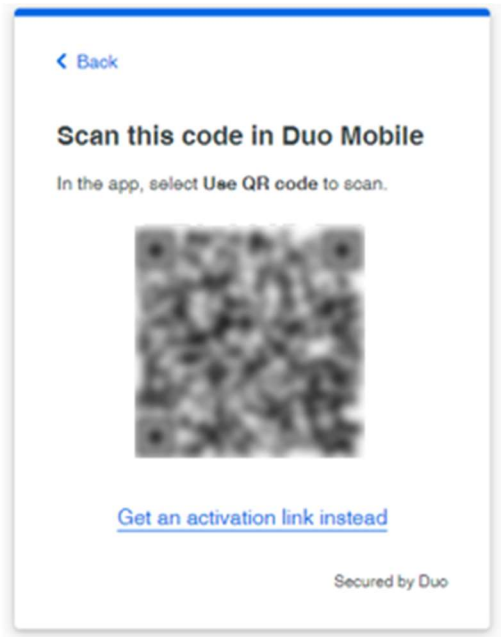 Back
Scan this code in Duo Mobile
In the app, select Use QR code to scan.
Get an activation link instead
Secured by Duo